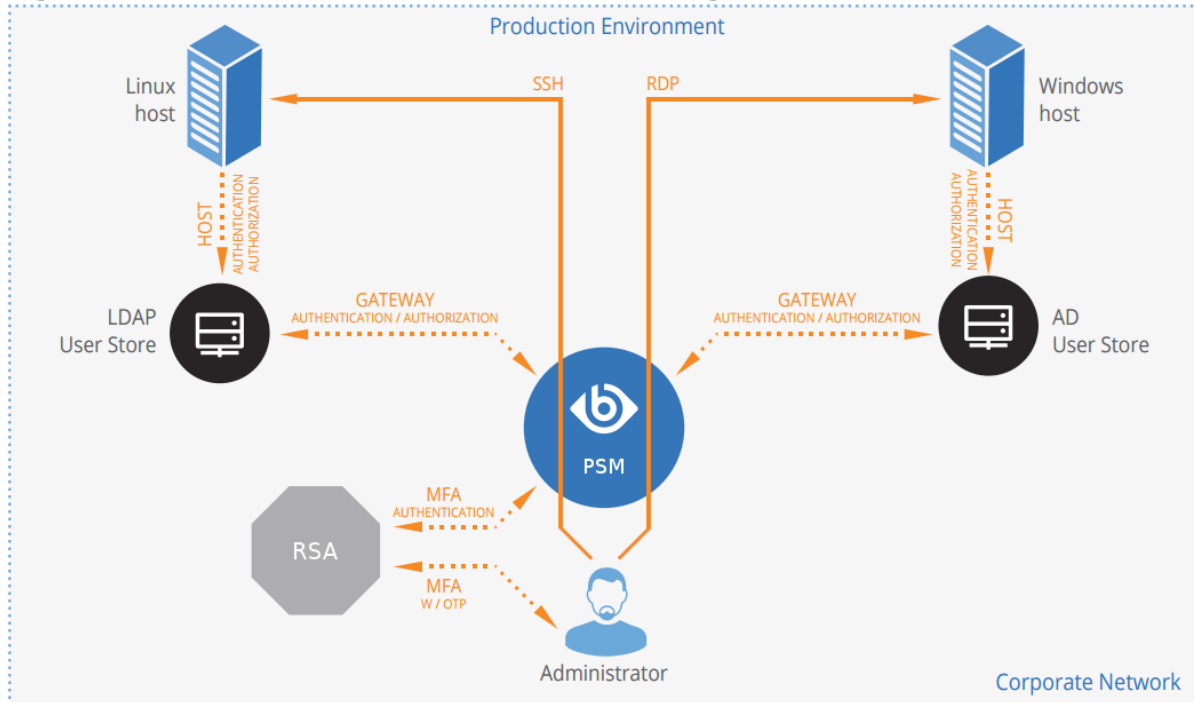 Production Environment
Linux
host
SSH
RDP
Windows
host
HOST
AUTHENTICATION
AUTHORIZATION
HOST
AUTHENTICATION
AUTHORIZATION
LDAP
User Store
GATEWAY
AUTHENTICATION / AUTHORIZATION
GATEWAY
AUTHENTICATION / AUTHORIZATION
AD
User Store
b
PSM
RSA
MFA
AUTHENTICATION
MFA
W / OTP
Administrator
Corporate Network